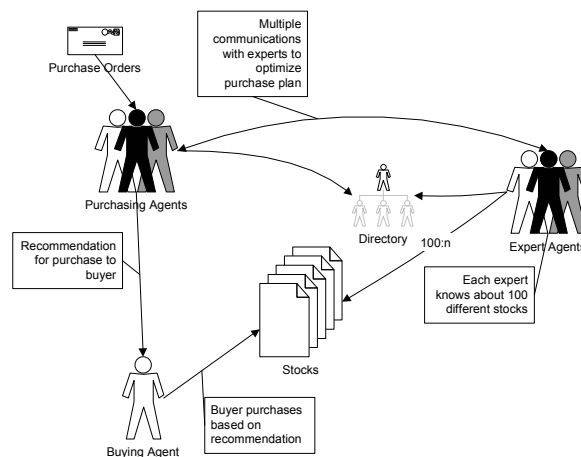 Multiple
communications
with experts to
optimize
purchase plan
Purchase Orders
Purchasing Agents
Expert Agents
Directory
100:n
Recommendation
for purchase to
buyer
Each expert
knows about 100
different stocks
Stocks
Buyer purchases
based on
recommendation
Buying Agent